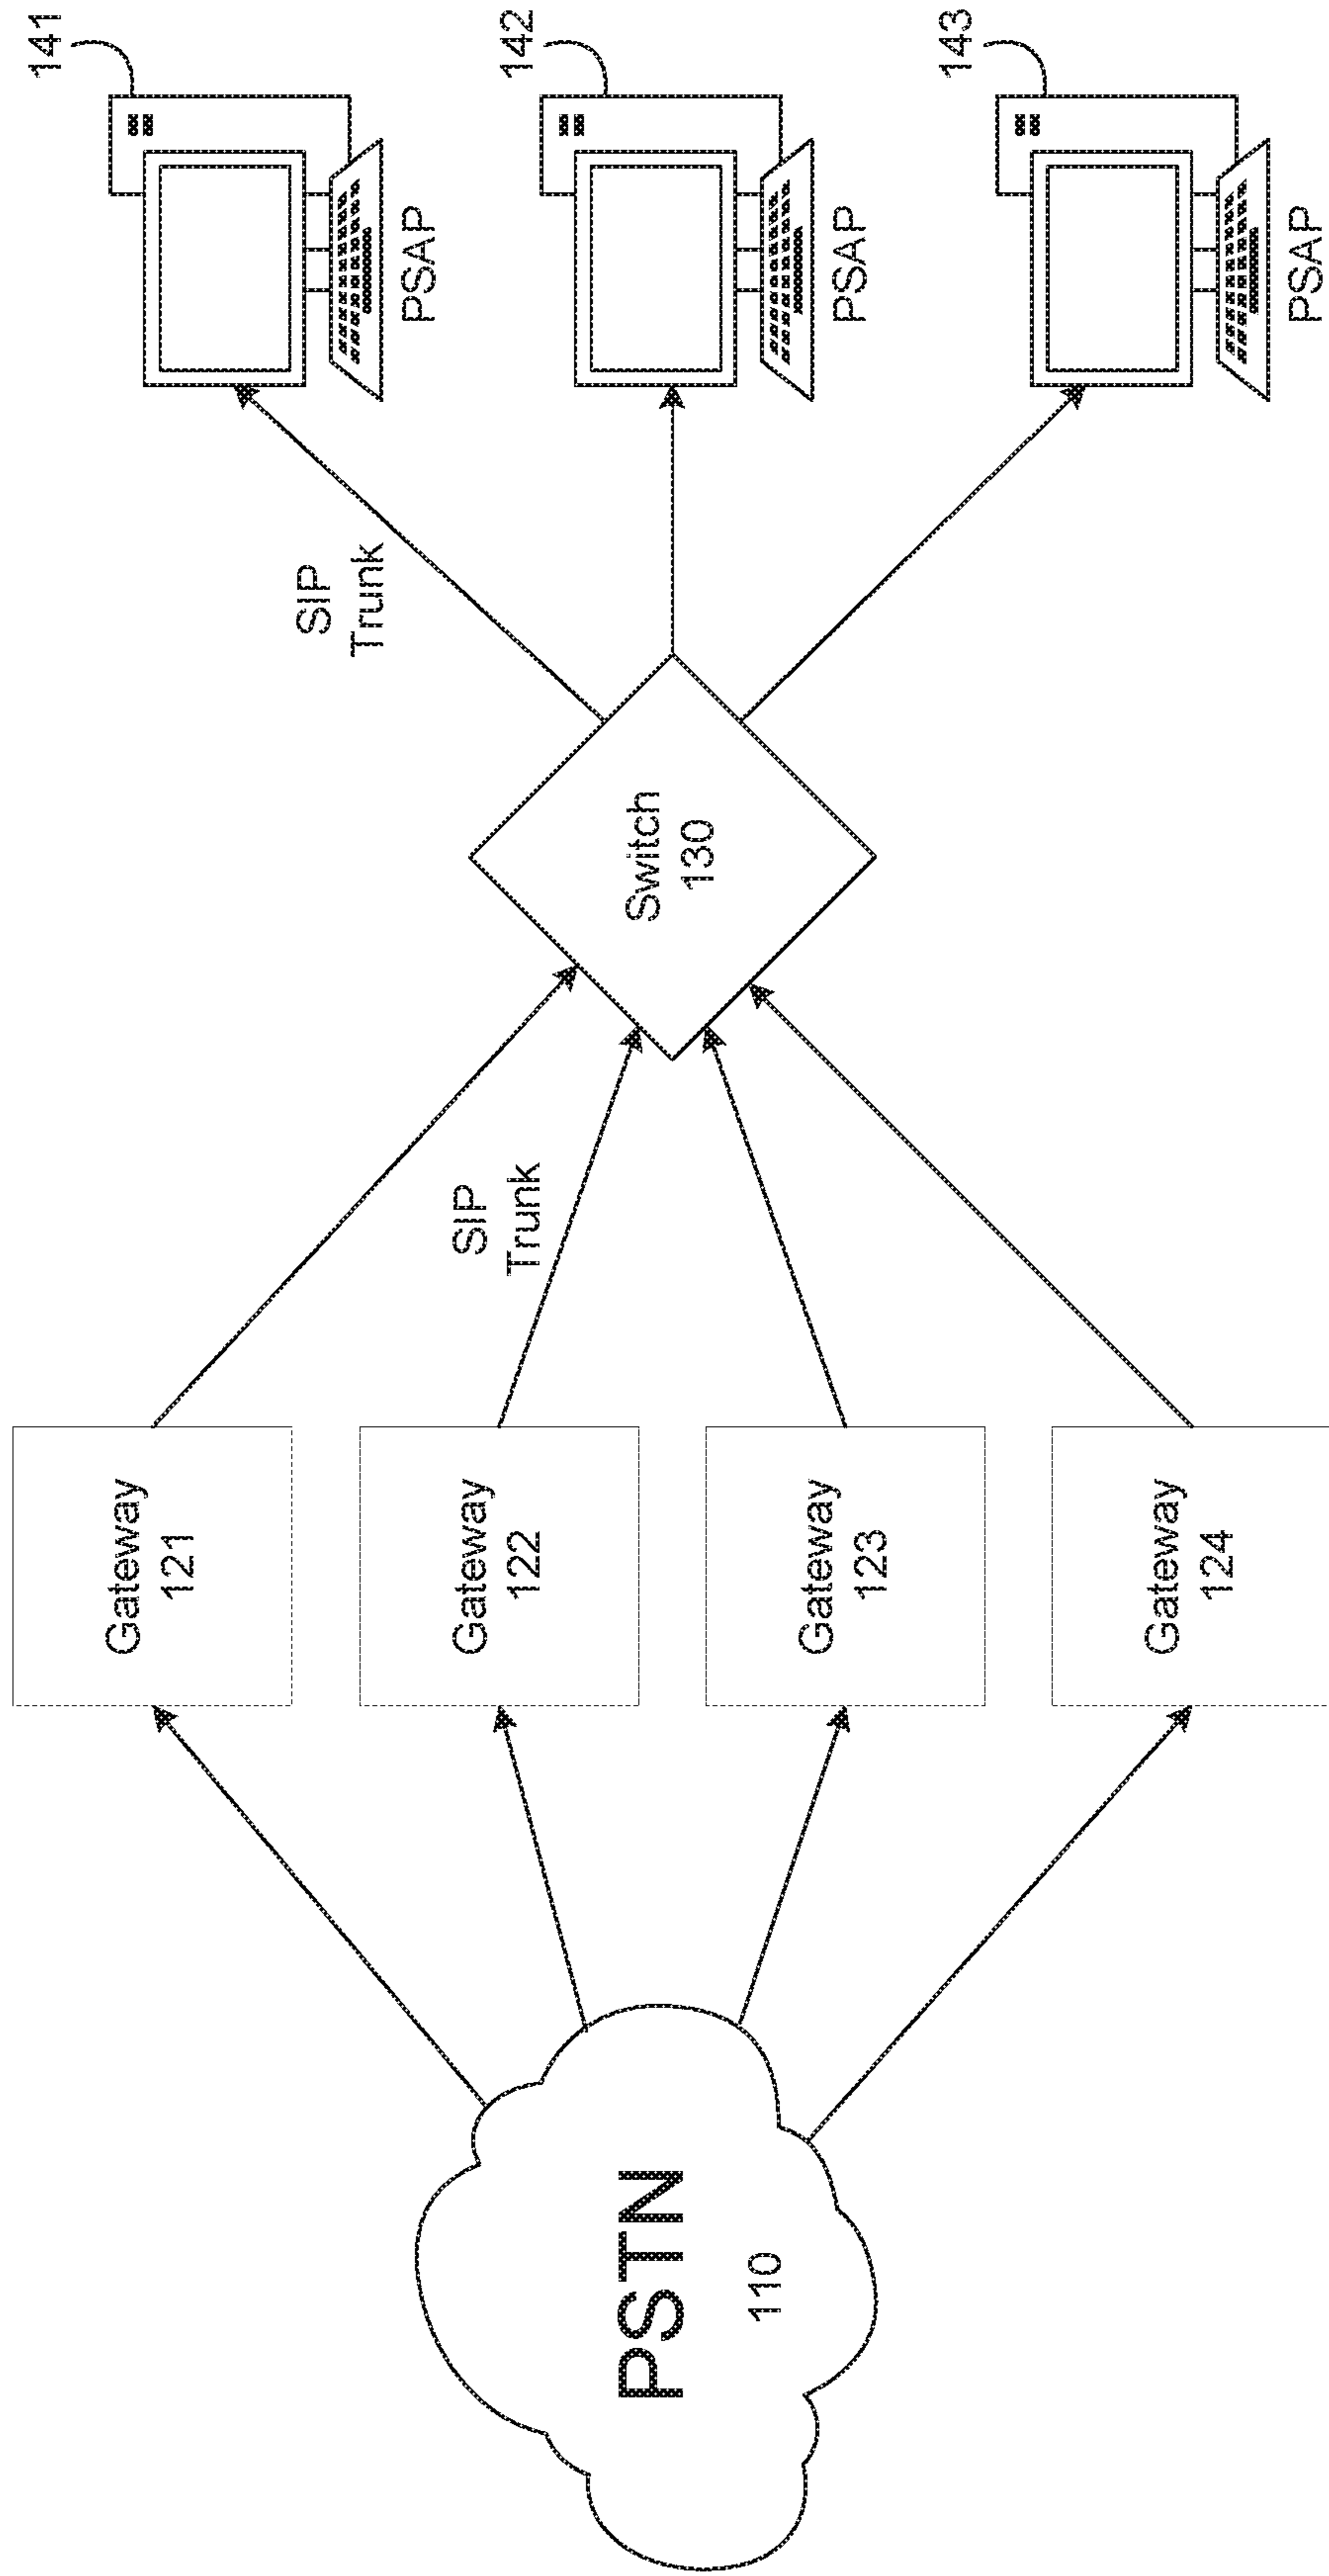 PSTN
110
Gateway
121
Gateway
122
Gateway
123
Gateway
124
SIP
Trunk
Switch
130
SIP
Trunk
141
PSAP
142
PSAP
143
PSAP